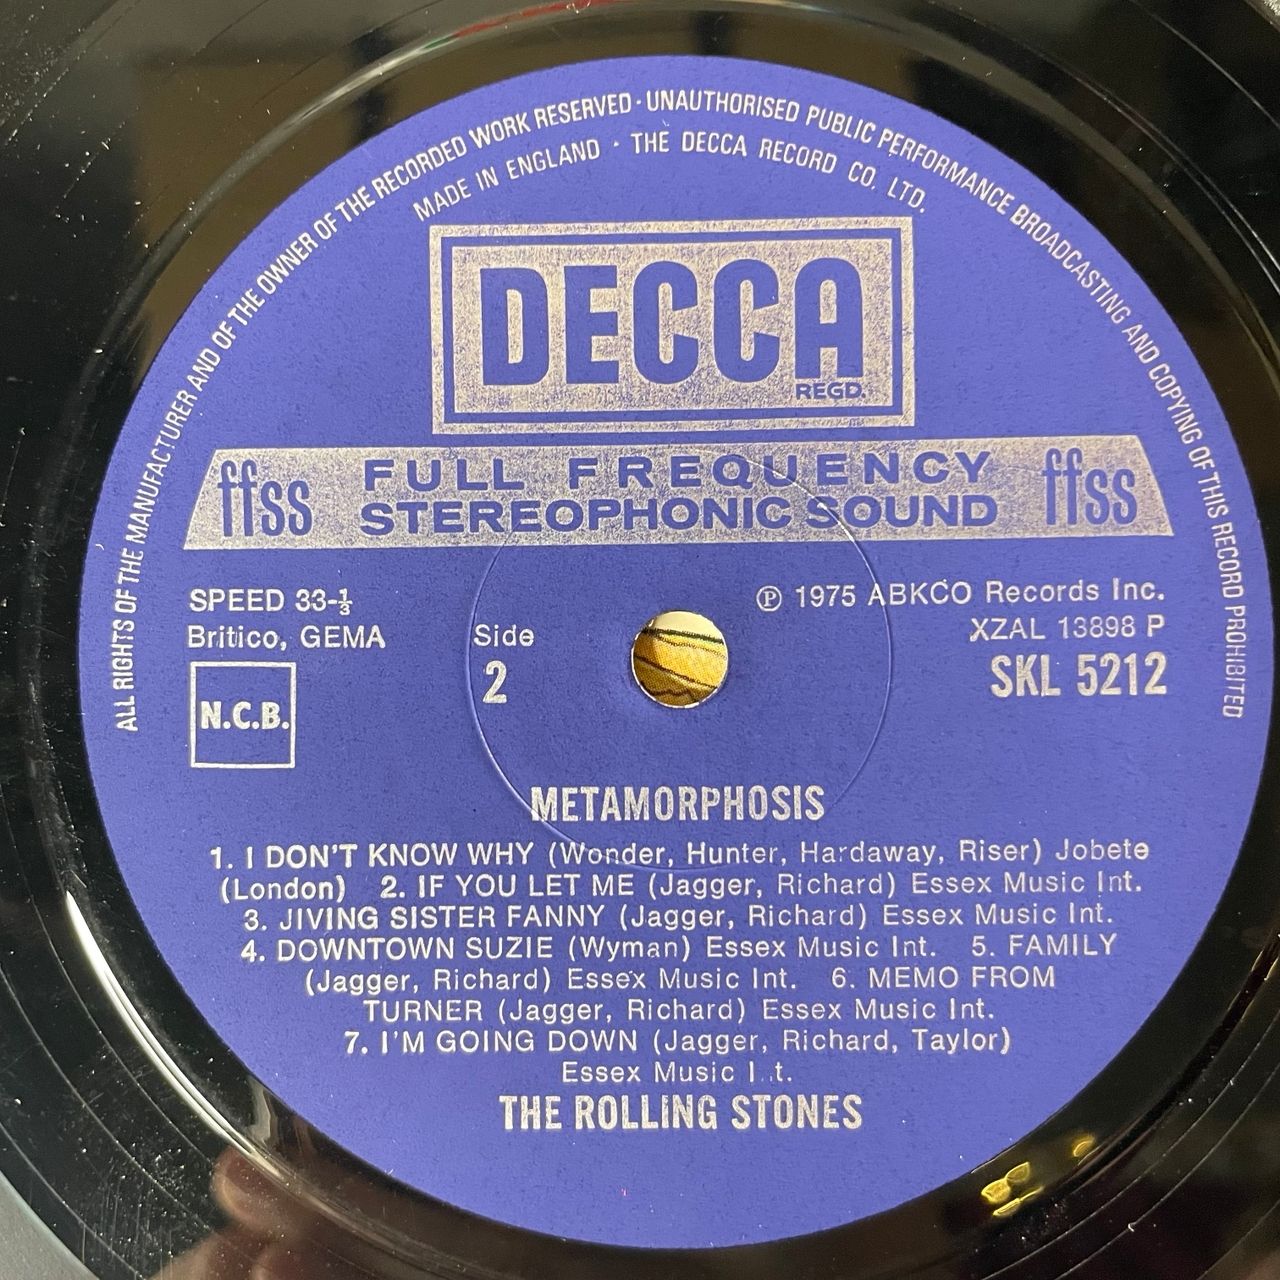 ALL RIGHTS OF THE MANUFACTURER AND OF THE OWNER OF THE RECORDED WORK RESERVED · UNAUTHORISED PUBLIC PERFORMANCE BROADCASTING AND COPYING OF THIS RECORD PROHIBITED
MADE IN ENGLAND · THE DECCA RECORD CO. LTD.
DECCA
REGD.
ffss FULL FREQUENCY ffss
STEREOPHONIC SOUND
SPEED 33-⅓
Britico, GEMA
N.C.B.
Side
2
℗ 1975 ABKCO Records Inc.
XZAL 13898 P
SKL 5212
METAMORPHOSIS
1. I DON'T KNOW WHY (Wonder, Hunter, Hardaway, Riser) Jobete
(London) 2. IF YOU LET ME (Jagger, Richard) Essex Music Int.
3. JIVING SISTER FANNY (Jagger, Richard) Essex Music Int.
4. DOWNTOWN SUZIE (Wyman) Essex Music Int. 5. FAMILY
(Jagger, Richard) Essex Music Int. 6. MEMO FROM
TURNER (Jagger, Richard) Essex Music Int.
7. I'M GOING DOWN (Jagger, Richard, Taylor)
Essex Music
THE ROLLING STONES